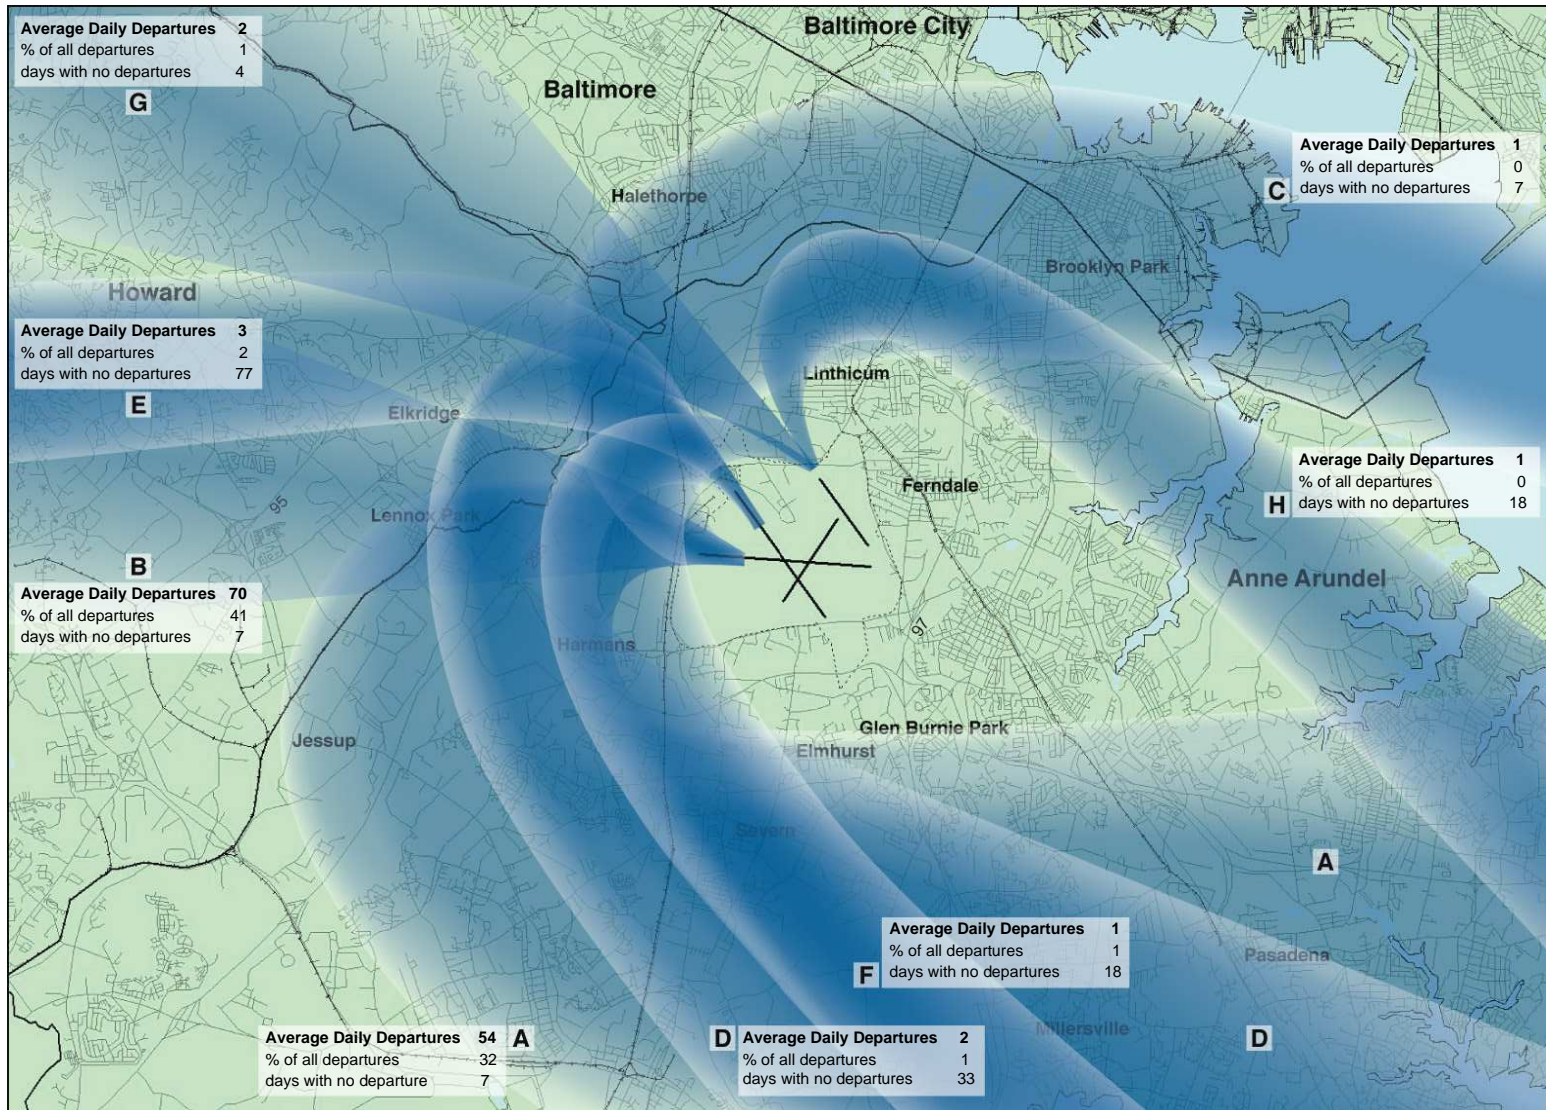 Average Daily Departures 2
% of all departures 1
days with no departures 4
G
Baltimore City
Baltimore
Average Daily Departures 1
% of all departures 0
days with no departures 7
C
Halethorpe
Brooklyn Park
Howard
Average Daily Departures 3
% of all departures 2
days with no departures 77
E
Linthicum
Elkridge
Average Daily Departures 1
% of all departures 0
days with no departures 18
H
Ferndale
95
Lennox Park
B
Average Daily Departures 70
% of all departures 41
days with no departures 7
Anne Arundel
97
Harmans
Glen Burnie Park
Jessup
Elmhurst
Severn
A
Average Daily Departures 1
% of all departures 1
days with no departures 18
F
Pasadena
Millersville
Average Daily Departures 54
% of all departures 32
days with no departure 7
A
D
Average Daily Departures 2
% of all departures 1
days with no departures 33
D